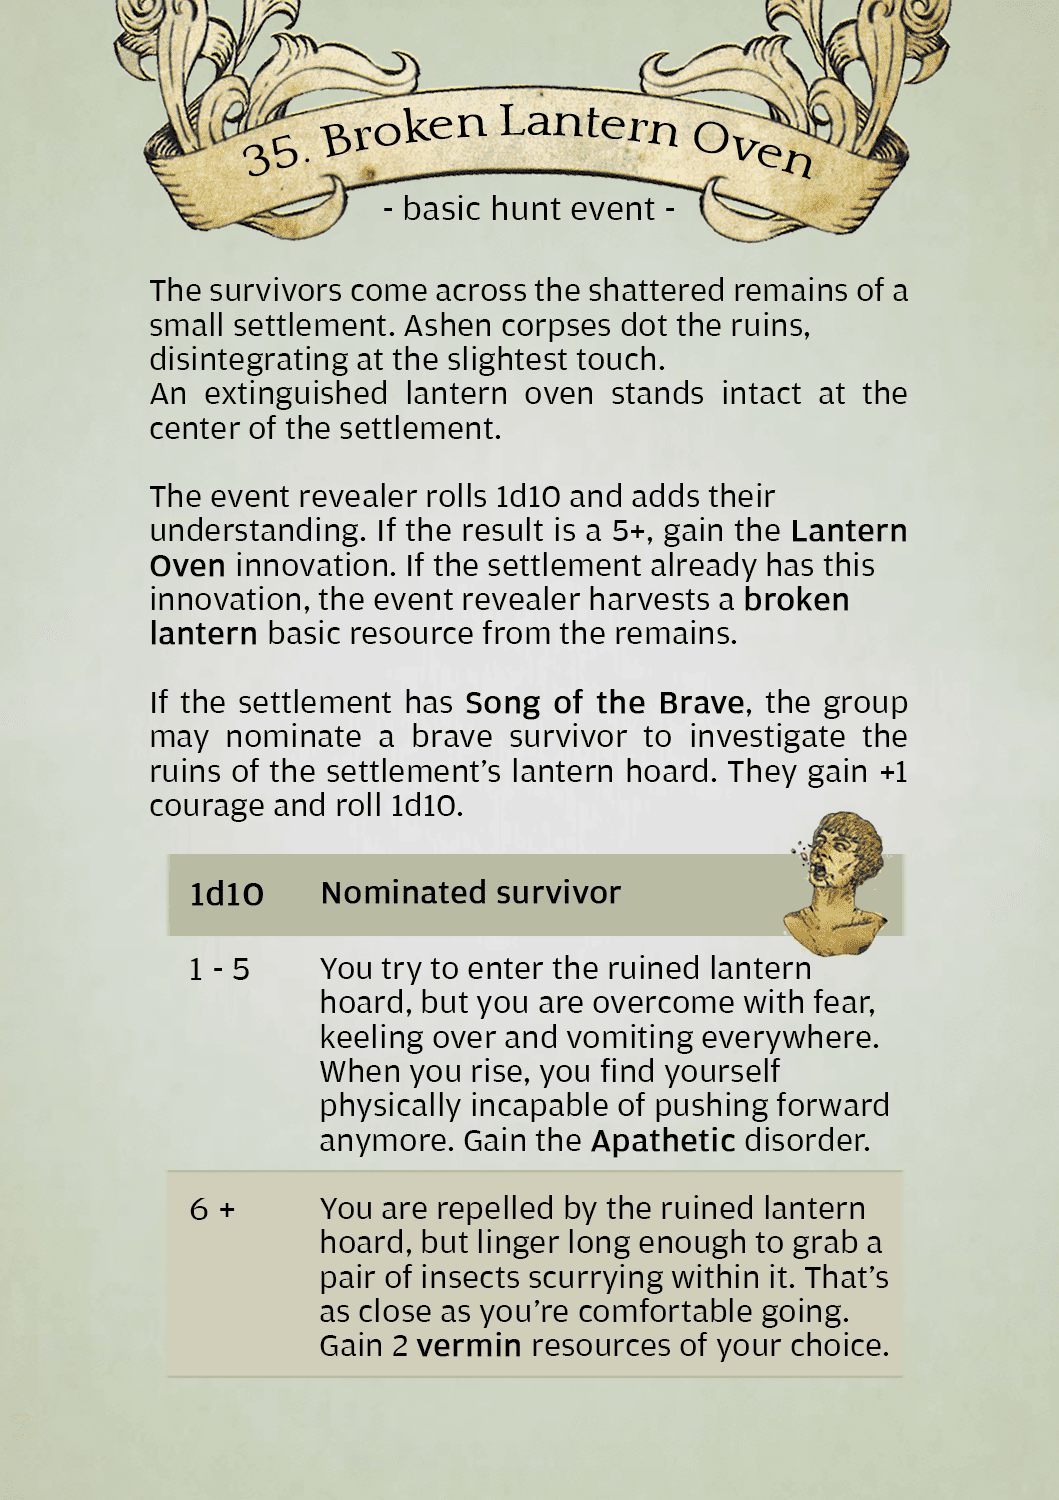 35. Broken Lantern Oven
- basic hunt event -
The survivors come across the shattered remains of a
small settlement. Ashen corpses dot the ruins,
disintegrating at the slightest touch.
An extinguished lantern oven stands intact at the
center of the settlement.
The event revealer rolls 1d10 and adds their
understanding. If the result is a 5+, gain the Lantern
Oven innovation. If the settlement already has this
innovation, the event revealer harvests a broken
lantern basic resource from the remains.
If the settlement has Song of the Brave, the group
may nominate a brave survivor to investigate the
ruins of the settlement’s lantern hoard. They gain +1
courage and roll 1d10.
1d10 Nominated survivor
1 - 5 You try to enter the ruined lantern
hoard, but you are overcome with fear,
keeling over and vomiting everywhere.
When you rise, you find yourself
physically incapable of pushing forward
anymore. Gain the Apathetic disorder.
6 + You are repelled by the ruined lantern
hoard, but linger long enough to grab a
pair of insects scurrying within it. That’s
as close as you’re comfortable going.
Gain 2 vermin resources of your choice.